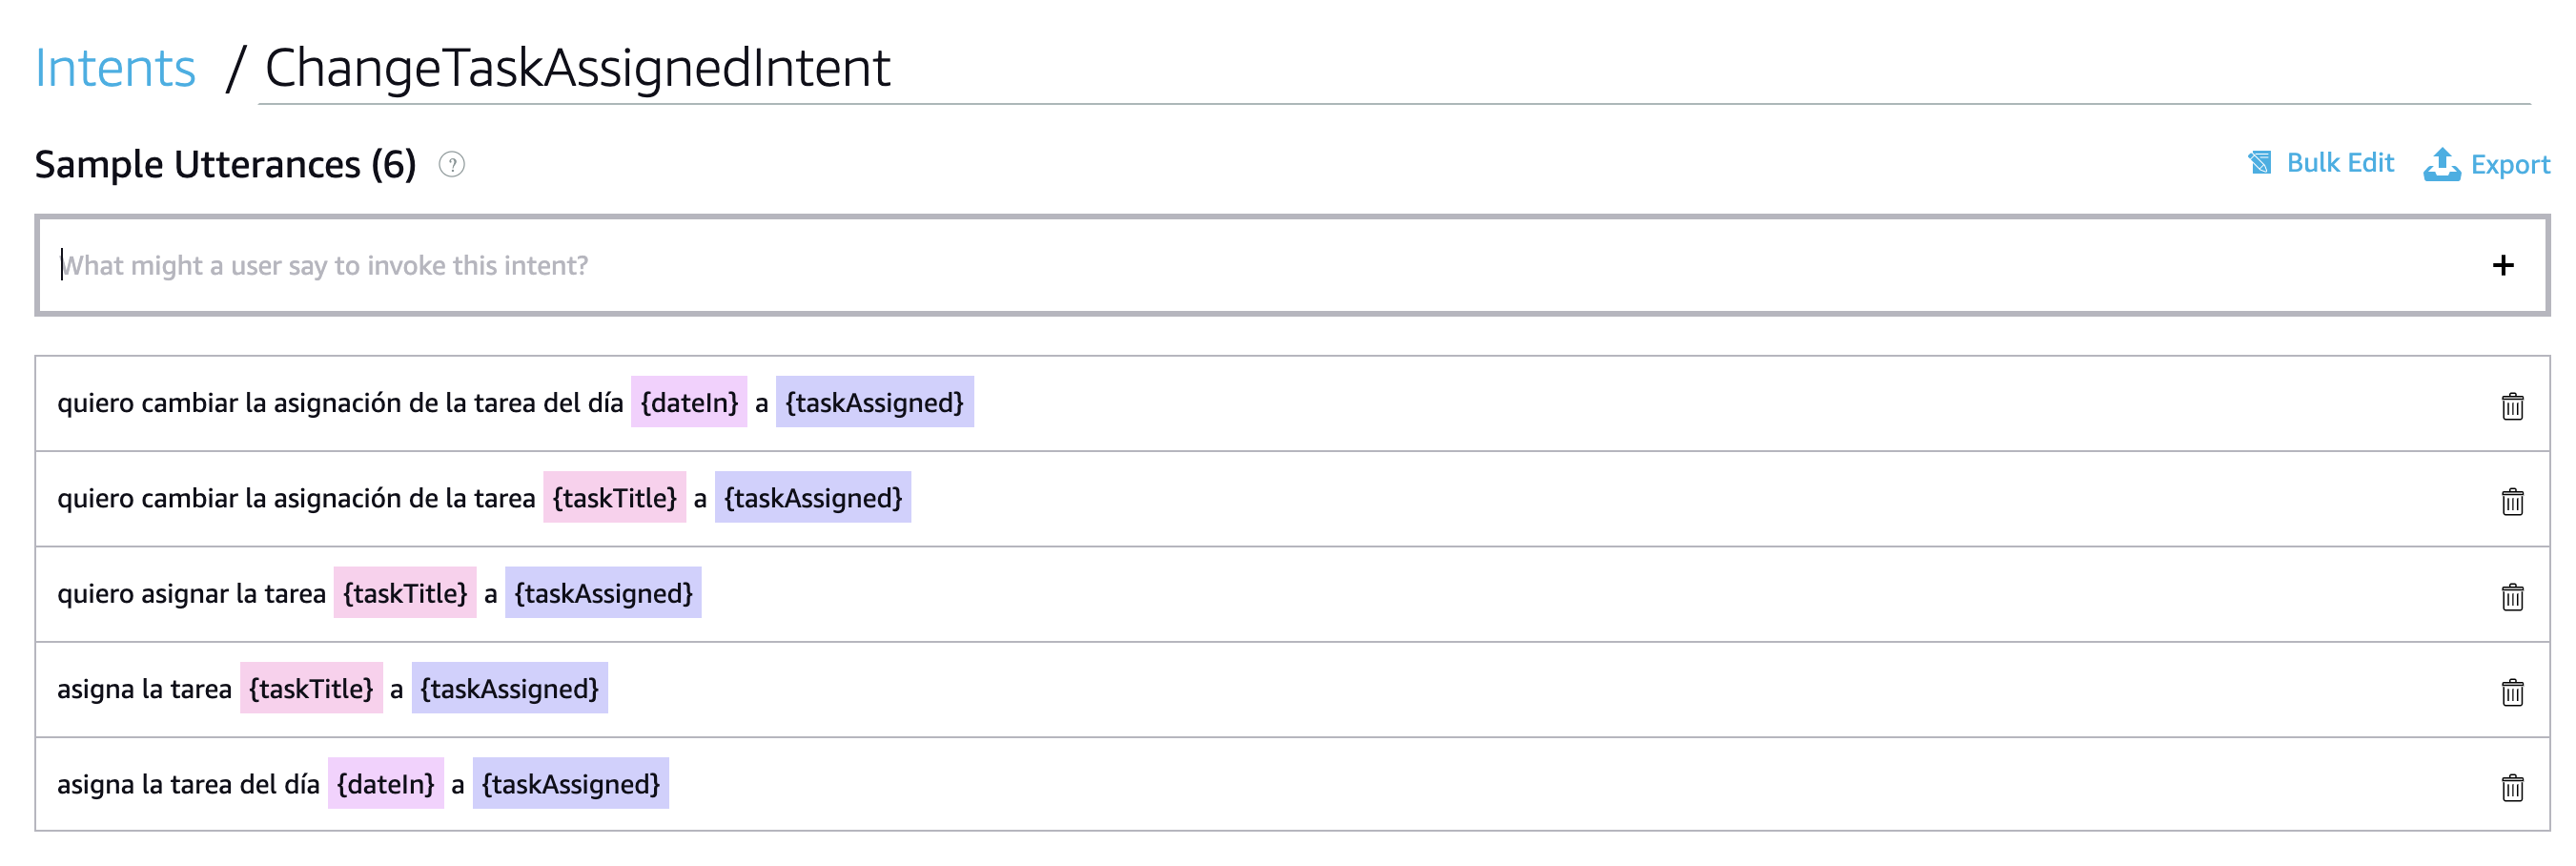 Intents / ChangeTaskAssignedIntent
Sample Utterances (6) ?
Bulk Edit Export
What might a user say to invoke this intent? +
quiero cambiar la asignación de la tarea del día {dateIn} a {taskAssigned}
quiero cambiar la asignación de la tarea {taskTitle} a {taskAssigned}
quiero asignar la tarea {taskTitle} a {taskAssigned}
asigna la tarea {taskTitle} a {taskAssigned}
asigna la tarea del día {dateIn} a {taskAssigned}